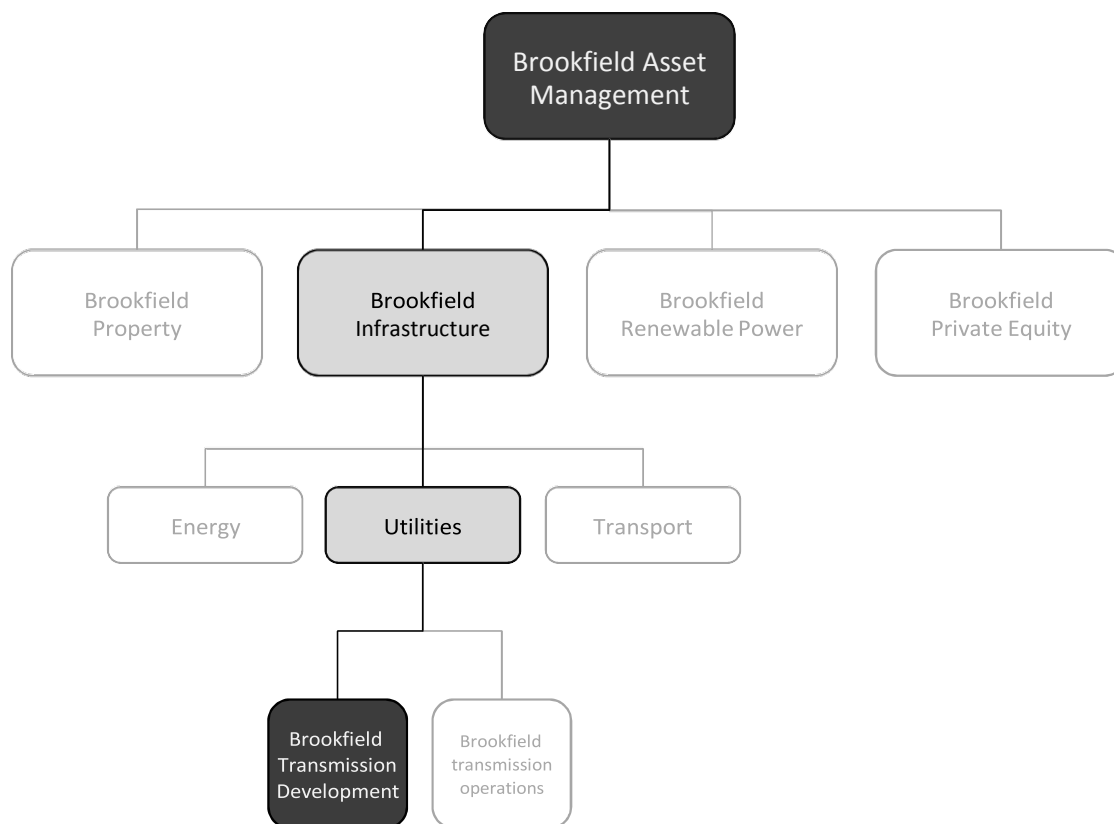 Brookfield Asset
Management
Brookfield
Property
Brookfield
Infrastructure
Brookfield
Renewable Power
Brookfield
Private Equity
Energy
Utilities
Transport
Brookfield
Transmission
Development
Brookfield
transmission
operations